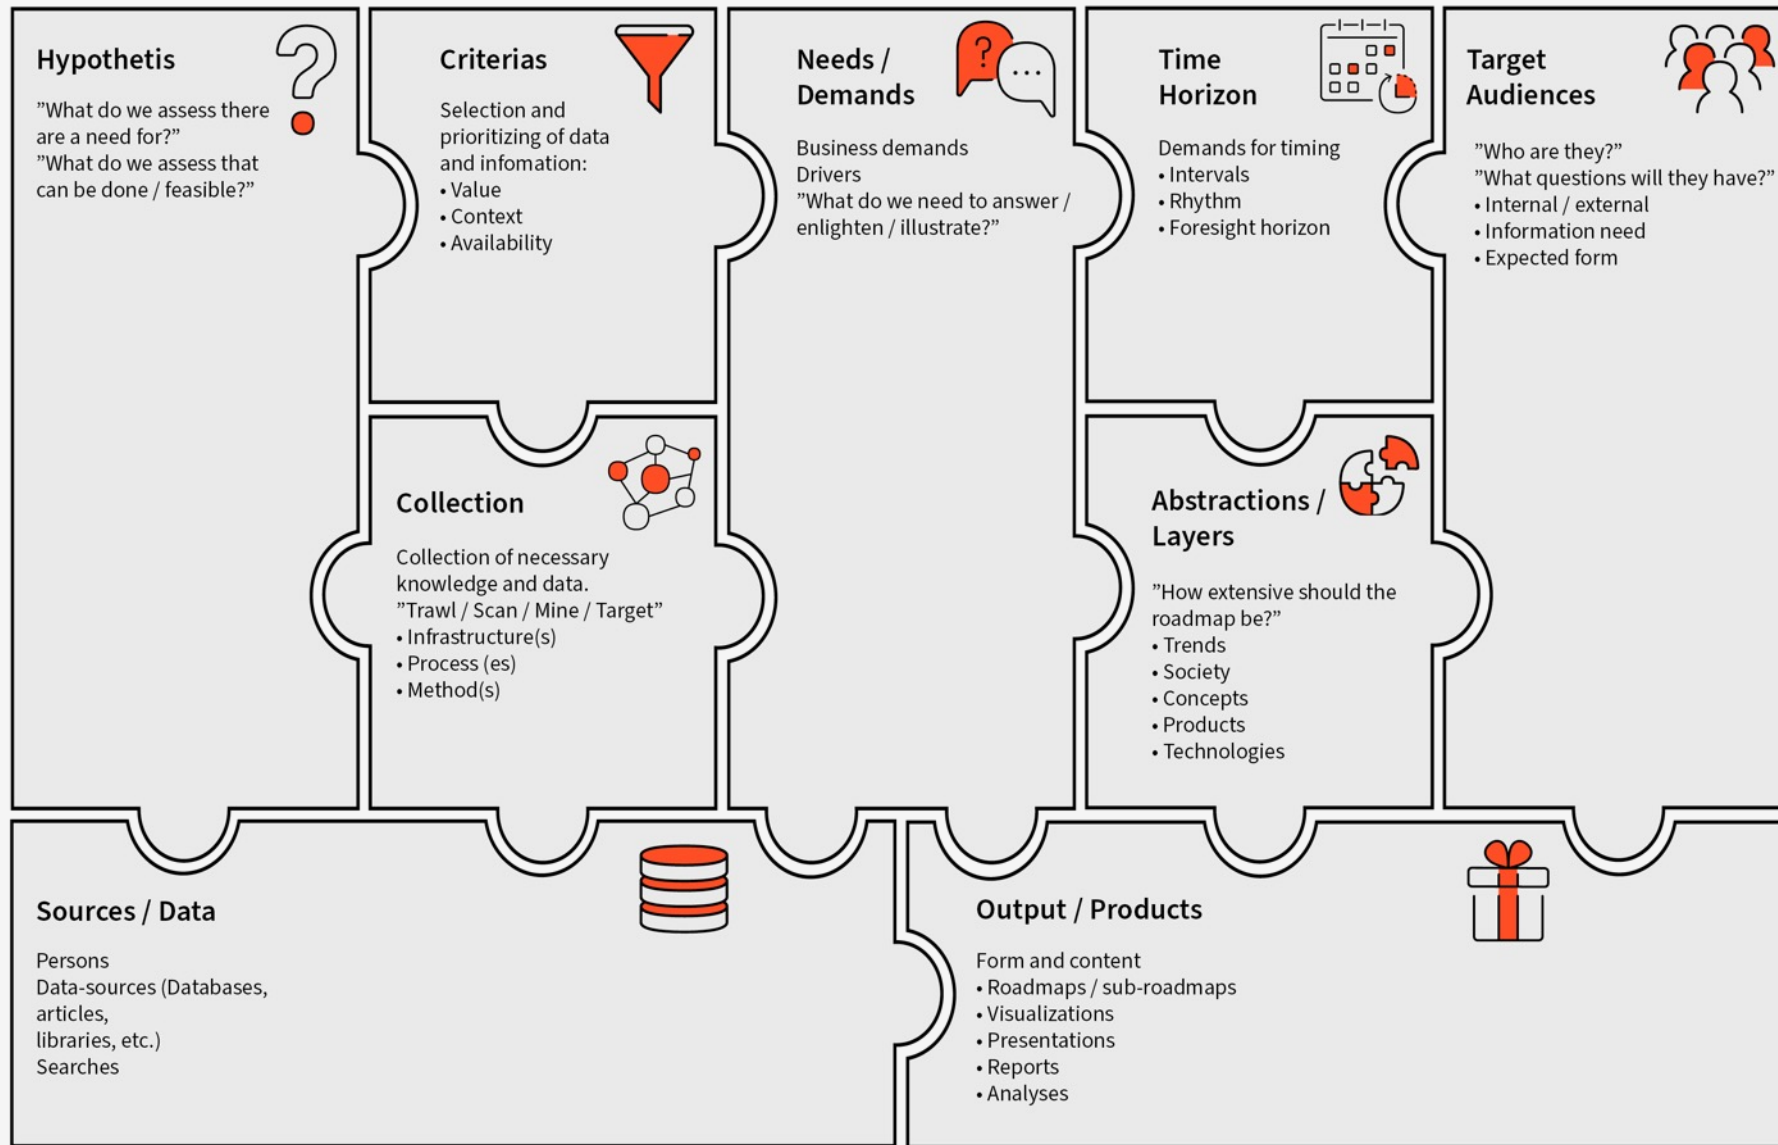 Hypothetis
”What do we assess there
are a need for?”
”What do we assess that
can be done / feasible?”
Criterias
Selection and
prioritizing of data
and infomation:
• Value
• Context
• Availability
Needs /
Demands
Business demands
Drivers
”What do we need to answer /
enlighten / illustrate?”
Time
Horizon
Demands for timing
• Intervals
• Rhythm
• Foresight horizon
Target
Audiences
”Who are they?”
”What questions will they have?”
• Internal / external
• Information need
• Expected form
Collection
Collection of necessary
knowledge and data.
”Trawl / Scan / Mine / Target”
• Infrastructure(s)
• Process (es)
• Method(s)
Abstractions /
Layers
”How extensive should the
roadmap be?”
• Trends
• Society
• Concepts
• Products
• Technologies
Sources / Data
Persons
Data-sources (Databases,
articles,
libraries, etc.)
Searches
Output / Products
Form and content
• Roadmaps / sub-roadmaps
• Visualizations
• Presentations
• Reports
• Analyses